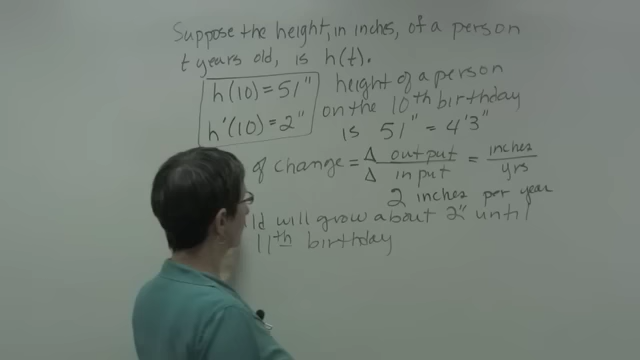 Suppose the height, in inches, of a person
t years old, is h(t).
h(10) = 51"
h'(10) = 2"
height of a person
on the 10th birthday
is 51" = 4'3"
of change = Δ output / Δ input = inches / yrs
2 inches per year
ld will grow about 2" until
11th birthday